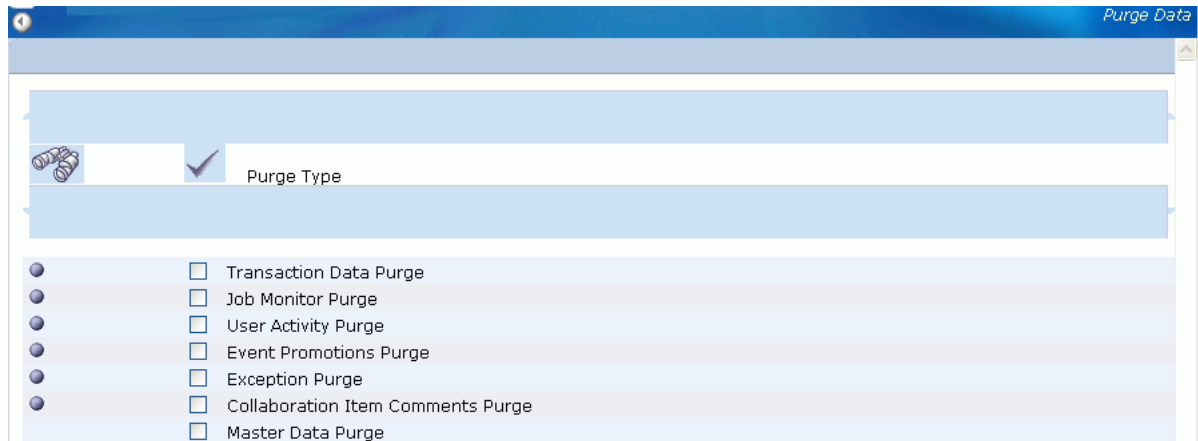 Purge Data
Purge Type
Transaction Data Purge
Job Monitor Purge
User Activity Purge
Event Promotions Purge
Exception Purge
Collaboration Item Comments Purge
Master Data Purge